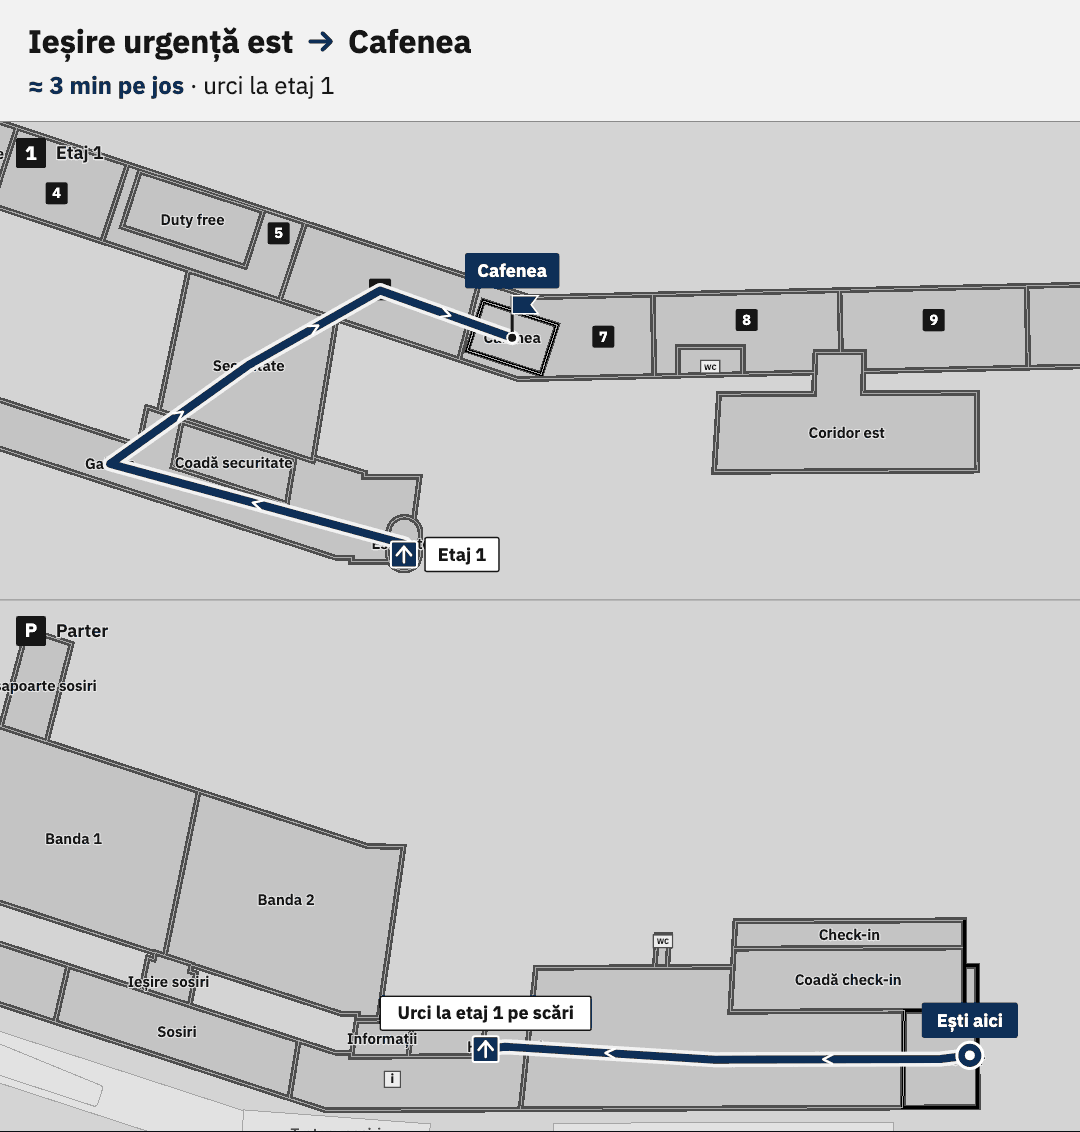 Ieșire urgență est → Cafenea
≈ 3 min pe jos · urci la etaj 1
1 Etaj 1
4
Duty free
5
Cafenea
7
8
9
wc
Coridor est
Coadă securitate
Etaj 1
P Parter
Banda 1
Banda 2
Check-in
wc
Coadă check-in
Ieșire sosiri
Urci la etaj 1 pe scări
Ești aici
Sosiri
Informații
i